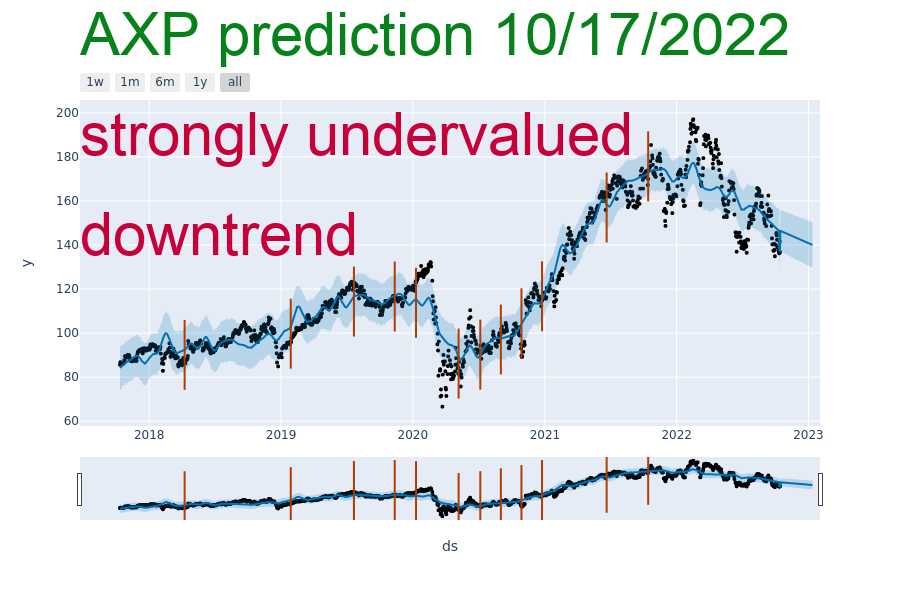 AXP prediction 10/17/2022
1w 1m 6m 1y all
200
strongly undervalued
180
160
downtrend
140
y
120
100
80
60
2018 2019 2020 2021 2022 2023
ds